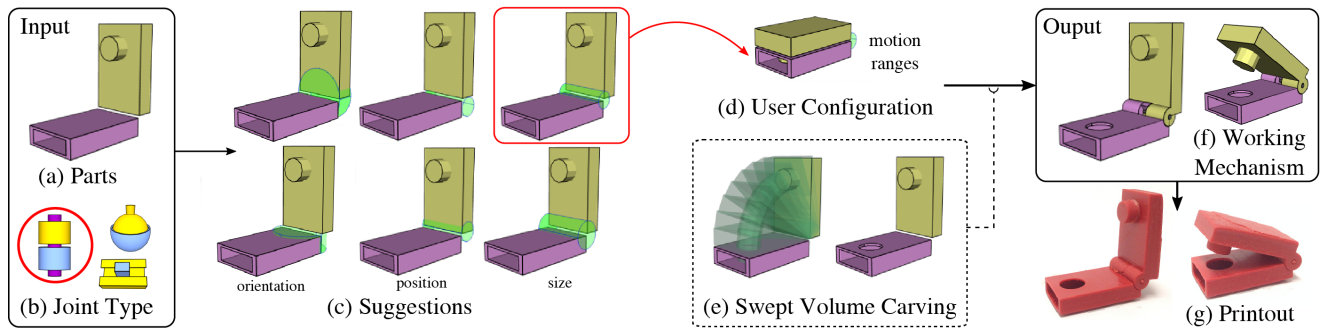 Input
(a) Parts
(b) Joint Type
orientation
position
size
(c) Suggestions
motion
ranges
(d) User Configuration
(e) Swept Volume Carving
Ouput
(f) Working
Mechanism
(g) Printout